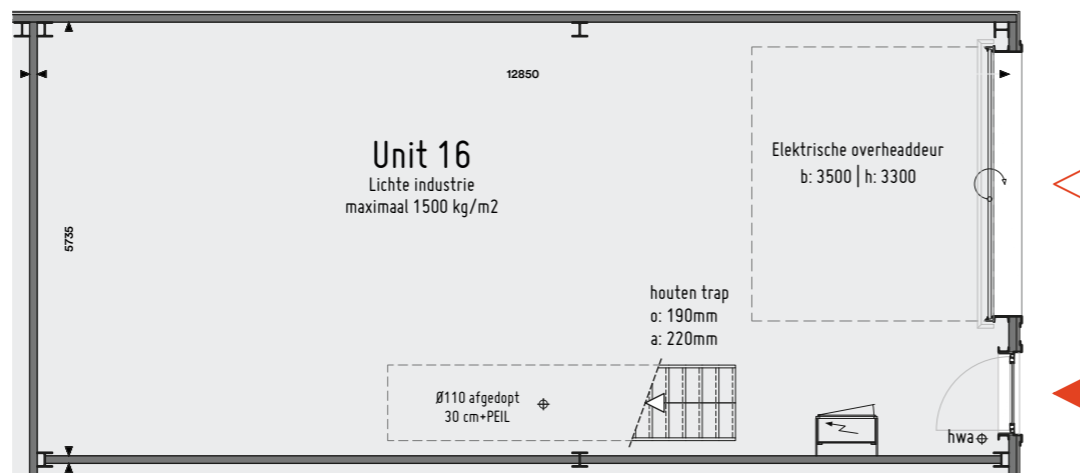 12850
Unit 16
Lichte industrie
maximaal 1500 kg/m2
Elektrische overheaddeur
b: 3500 | h: 3300
5735
houten trap
o: 190mm
a: 220mm
Ø110 afgedopt
30 cm+PEIL
hwa